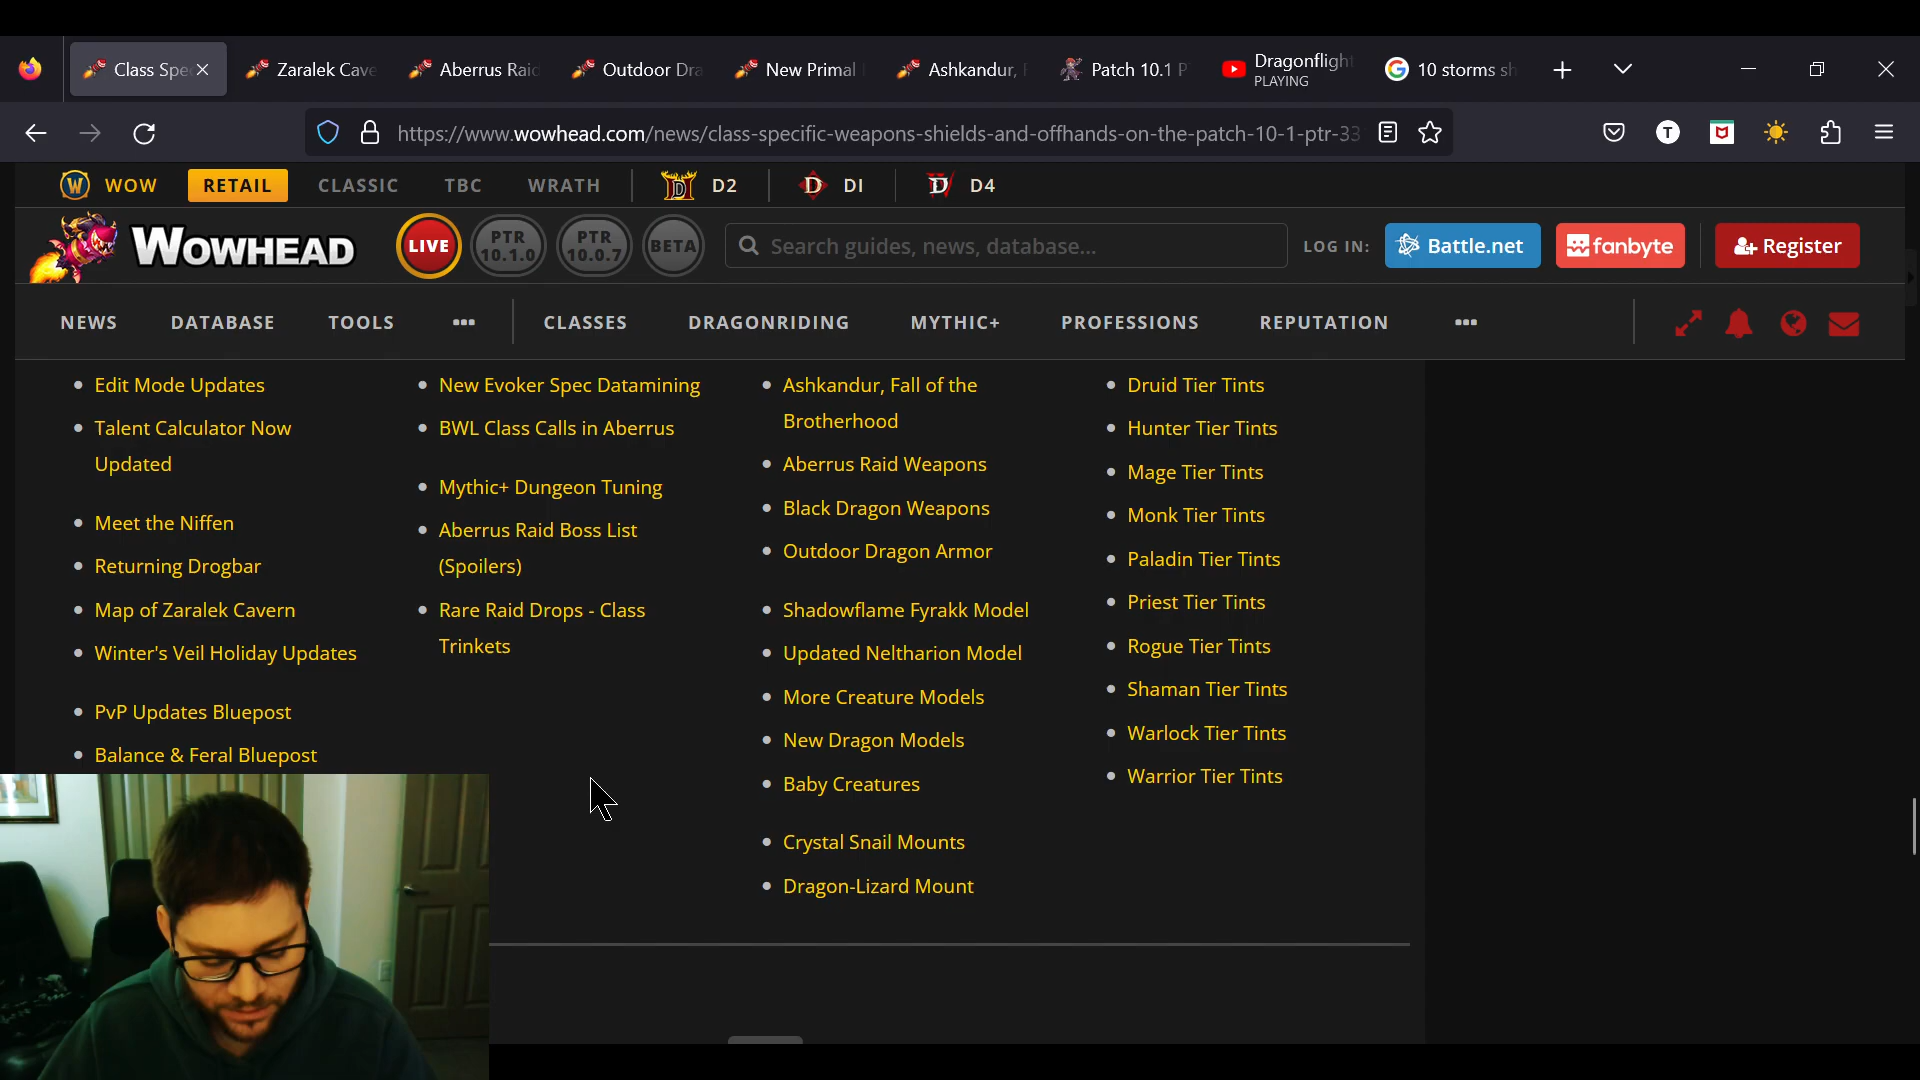 Class Spe
Zaralek Cave
Aberrus Raid
Outdoor Dra
New Primal
Ashkandur, F
Patch 10.1 P
Dragonflight
PLAYING
10 storms sh
https://www.wowhead.com/news/class-specific-weapons-shields-and-offhands-on-the-patch-10-1-ptr-33
WOW RETAIL CLASSIC TBC WRATH D2 DI D4
WOWHEAD
LIVE
PTR
10.1.0
PTR
10.0.7
BETA
Search guides, news, database...
LOG IN:
Battle.net
fanbyte
Register
NEWS DATABASE TOOLS ••• CLASSES DRAGONRIDING MYTHIC+ PROFESSIONS REPUTATION •••
Edit Mode Updates
Talent Calculator Now
Updated
Meet the Niffen
Returning Drogbar
Map of Zaralek Cavern
Winter's Veil Holiday Updates
PvP Updates Bluepost
Balance & Feral Bluepost
New Evoker Spec Datamining
BWL Class Calls in Aberrus
Mythic+ Dungeon Tuning
Aberrus Raid Boss List
(Spoilers)
Rare Raid Drops - Class
Trinkets
Ashkandur, Fall of the
Brotherhood
Aberrus Raid Weapons
Black Dragon Weapons
Outdoor Dragon Armor
Shadowflame Fyrakk Model
Updated Neltharion Model
More Creature Models
New Dragon Models
Baby Creatures
Crystal Snail Mounts
Dragon-Lizard Mount
Druid Tier Tints
Hunter Tier Tints
Mage Tier Tints
Monk Tier Tints
Paladin Tier Tints
Priest Tier Tints
Rogue Tier Tints
Shaman Tier Tints
Warlock Tier Tints
Warrior Tier Tints